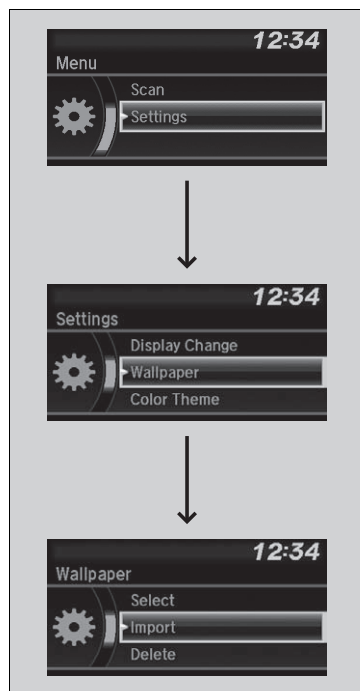 12:34
Menu
Scan
Settings
12:34
Settings
Display Change
Wallpaper
Color Theme
12:34
Wallpaper
Select
Import
Delete